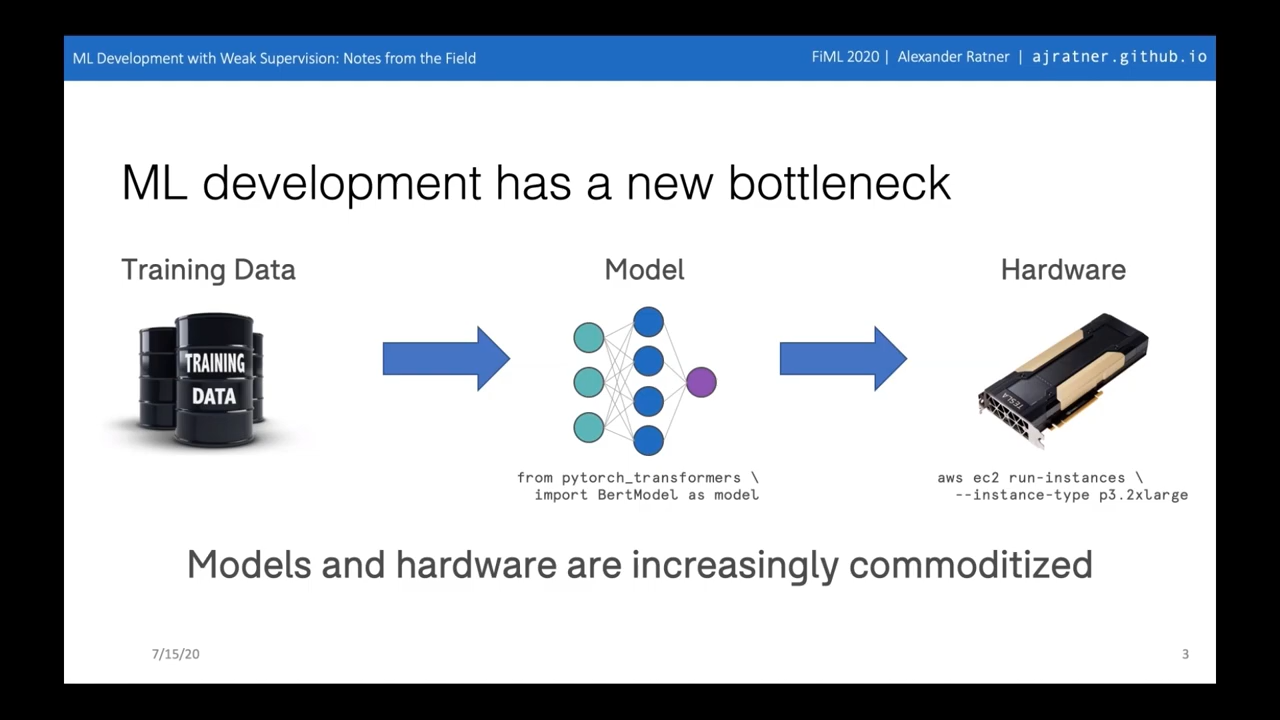 ML Development with Weak Supervision: Notes from the Field
FiML 2020 | Alexander Ratner | ajratner.github.io
ML development has a new bottleneck
Training Data
Model
Hardware
TRAINING
DATA
TESLA
from pytorch_transformers \
import BertModel as model
aws ec2 run-instances \
--instance-type p3.2xlarge
Models and hardware are increasingly commoditized
7/15/20
3